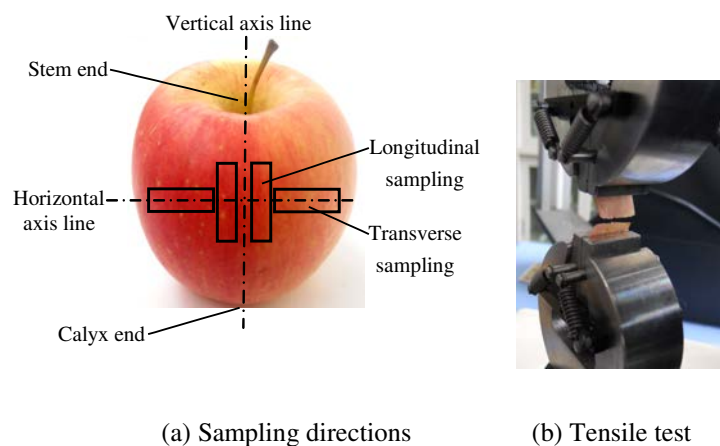 Vertical axis line
Stem end
Longitudinal
sampling
Horizontal
axis line
Transverse
sampling
Calyx end
(a) Sampling directions
(b) Tensile test